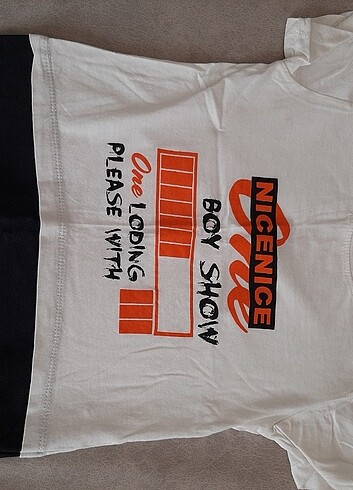 One
NICENICE
BOY SHOW
One LODING
PLEASE WITH